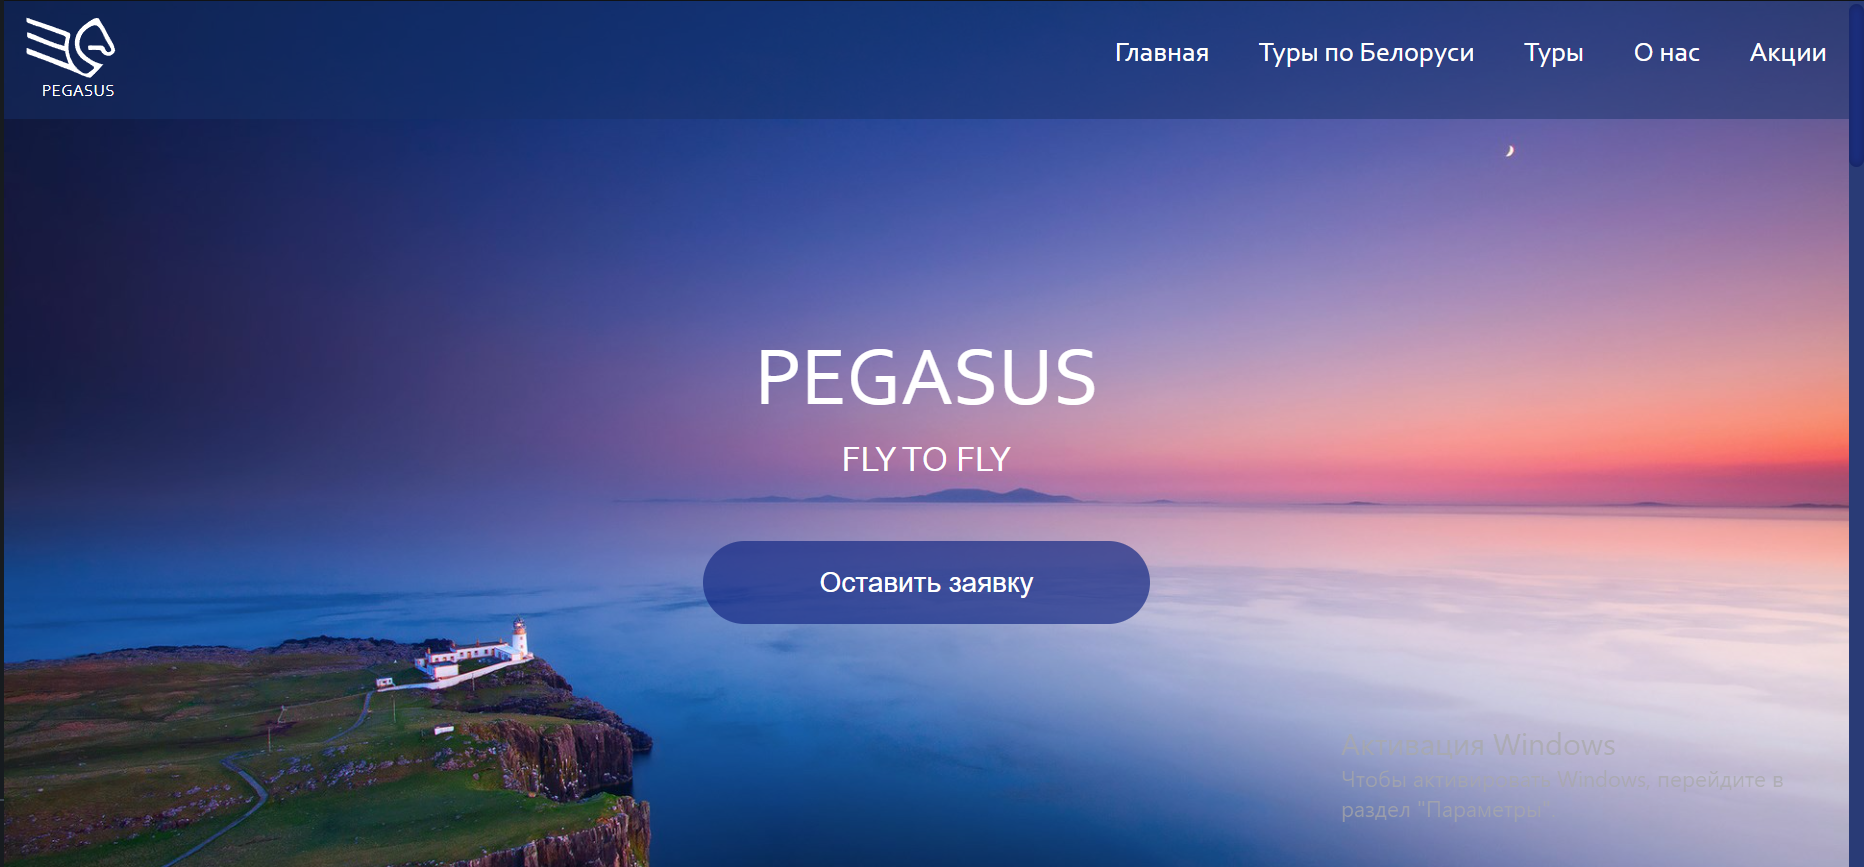 PEGASUS
Главная Туры по Белоруси Туры О нас Акции
PEGASUS
FLY TO FLY
Оставить заявку
Активация Windows
Чтобы активировать Windows, перейдите в
раздел "Параметры".